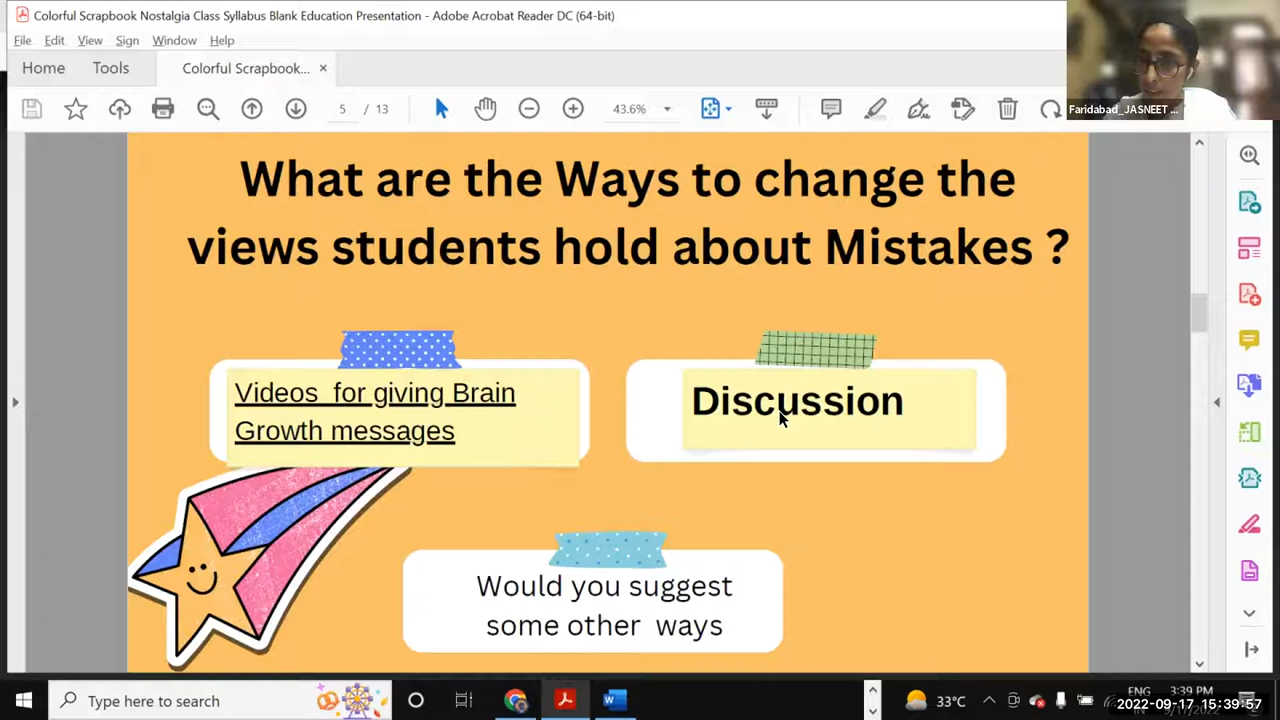 Colorful Scrapbook Nostalgia Class Syllabus Blank Education Presentation - Adobe Acrobat Reader DC (64-bit)
File Edit View Sign Window Help
Home Tools Colorful Scrapbook... ×
5 / 13 43.6%
Faridabad_JASNEET ...
What are the Ways to change the
views students hold about Mistakes ?
Videos for giving Brain
Growth messages
Discussion
Would you suggest
some other ways
Type here to search
33°C
ENG
3:39 PM
2022-09-17 15:39:57